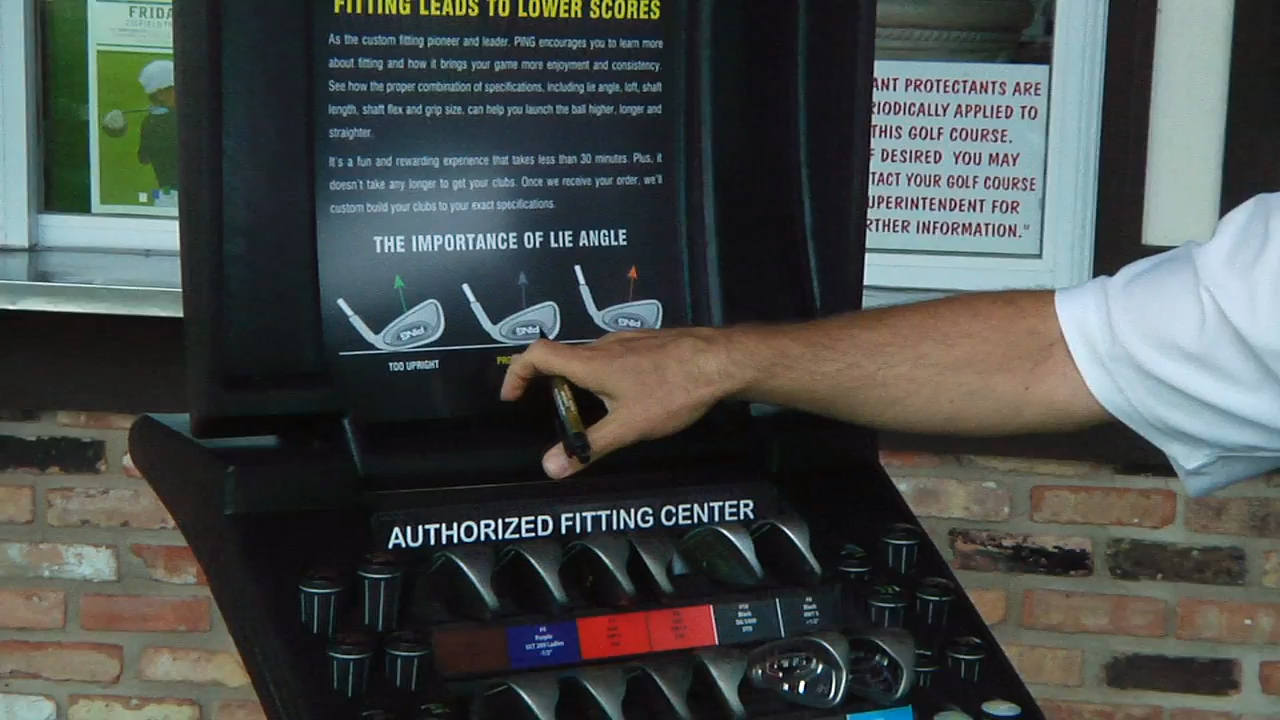 FITTING LEADS TO LOWER SCORES
As the custom fitting pioneer and leader, PING encourages you to learn more
about fitting and how it brings your game more enjoyment and consistency.
See how the proper combination of specifications, including lie angle, loft, shaft
length, shaft flex and grip size, can help you launch the ball higher, longer and
straighter.
It's a fun and rewarding experience that takes less than 30 minutes. Plus, it
doesn't take any longer to get your clubs. Once we receive your order, we'll
custom build your clubs to your exact specifications.
THE IMPORTANCE OF LIE ANGLE
PING PING PING
TOO UPRIGHT
AUTHORIZED FITTING CENTER
Purple
Black
Black
FRIDA
ANT PROTECTANTS ARE
RIODICALLY APPLIED TO
THIS GOLF COURSE.
F DESIRED YOU MAY
TACT YOUR GOLF COURSE
UPERINTENDENT FOR
RTHER INFORMATION."